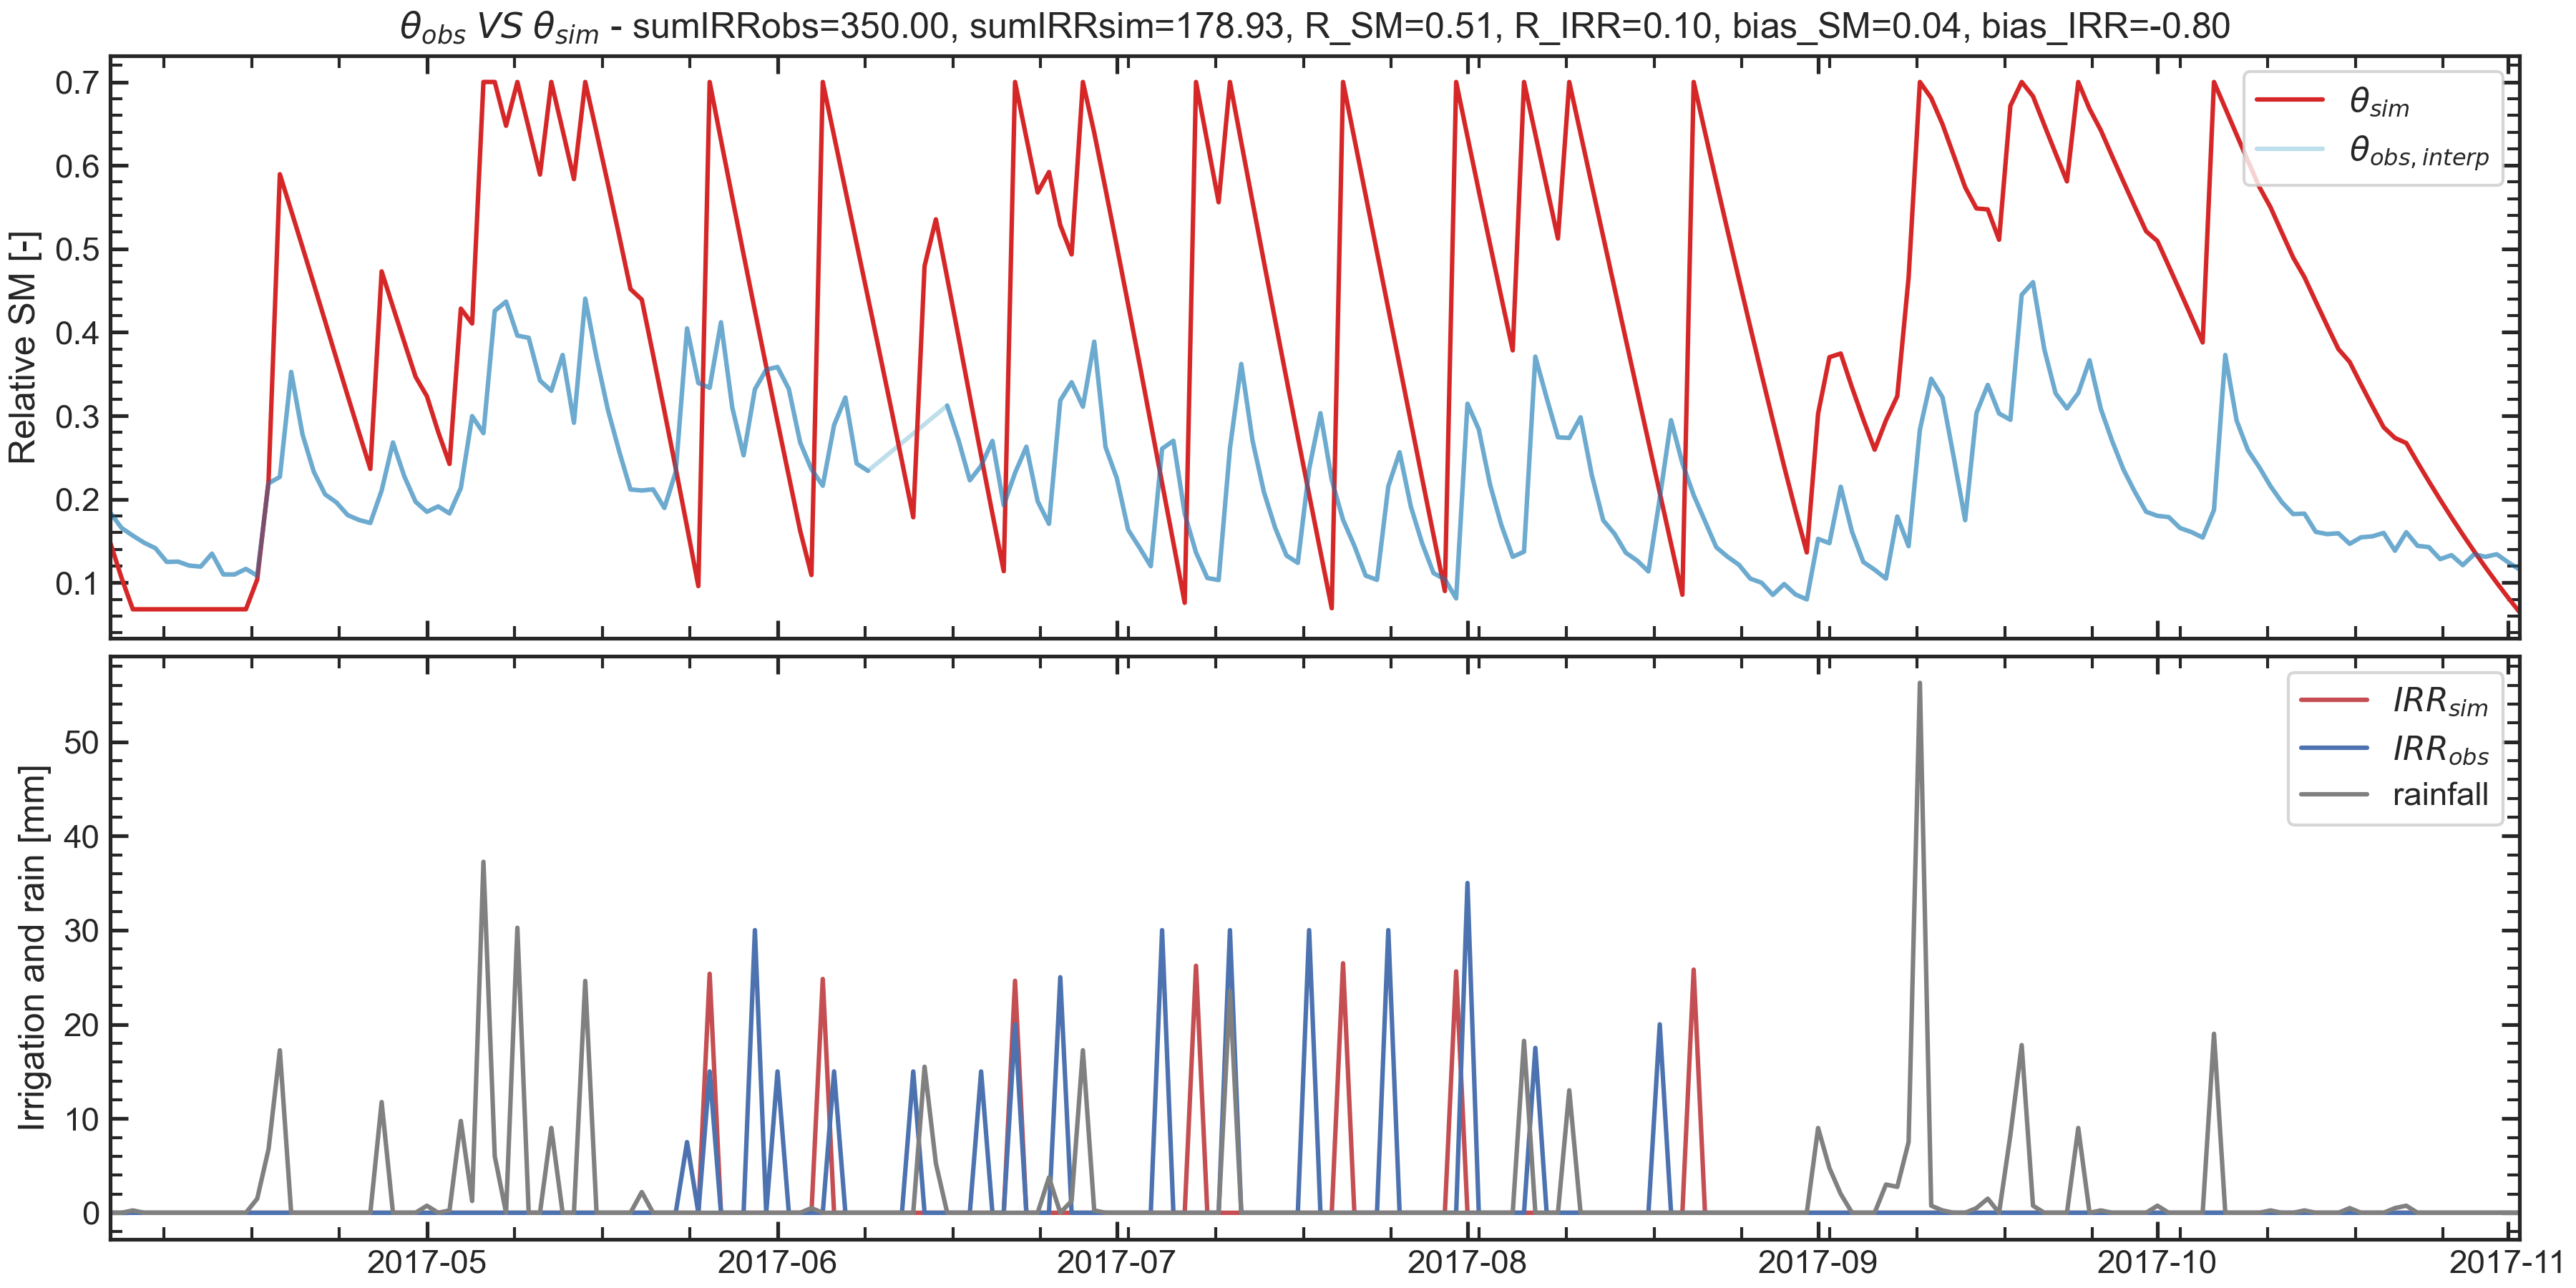 θobs VS θsim - sumIRRobs=350.00, sumIRRsim=178.93, R_SM=0.51, R_IRR=0.10, bias_SM=0.04, bias_IRR=-0.80
Relative SM [-]
0.7
0.6
0.5
0.4
0.3
0.2
0.1
θsim
θobs, interp
Irrigation and rain [mm]
50
40
30
20
10
0
IRRsim
IRRobs
rainfall
2017-05 2017-06 2017-07 2017-08 2017-09 2017-10 2017-11